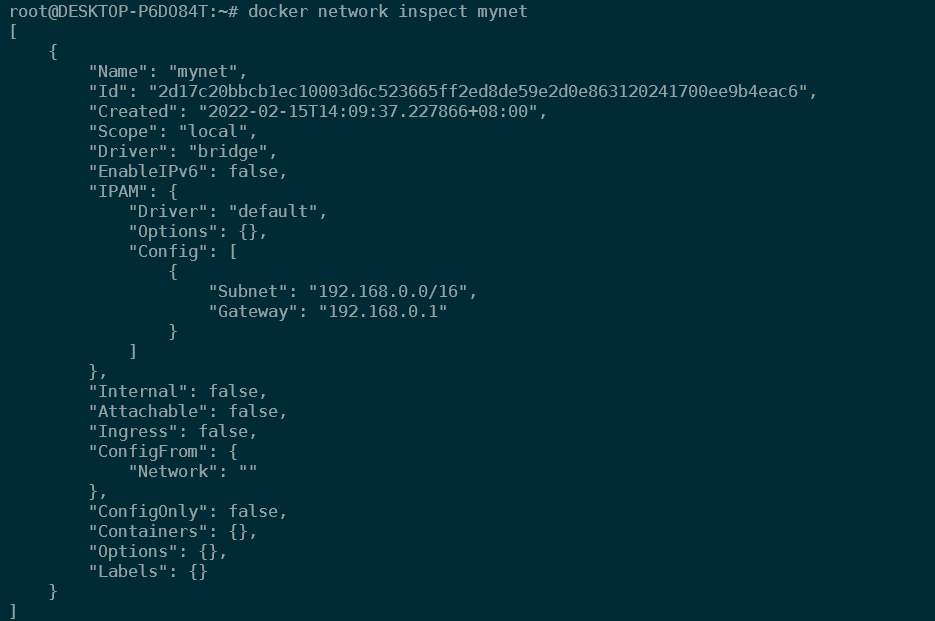 root@DESKTOP-P6DO84T:~# docker network inspect mynet
[
    {
        "Name": "mynet",
        "Id": "2d17c20bbcb1ec10003d6c523665ff2ed8de59e2d0e863120241700ee9b4eac6",
        "Created": "2022-02-15T14:09:37.227866+08:00",
        "Scope": "local",
        "Driver": "bridge",
        "EnableIPv6": false,
        "IPAM": {
            "Driver": "default",
            "Options": {},
            "Config": [
                {
                    "Subnet": "192.168.0.0/16",
                    "Gateway": "192.168.0.1"
                }
            ]
        },
        "Internal": false,
        "Attachable": false,
        "Ingress": false,
        "ConfigFrom": {
            "Network": ""
        },
        "ConfigOnly": false,
        "Containers": {},
        "Options": {},
        "Labels": {}
    }
]